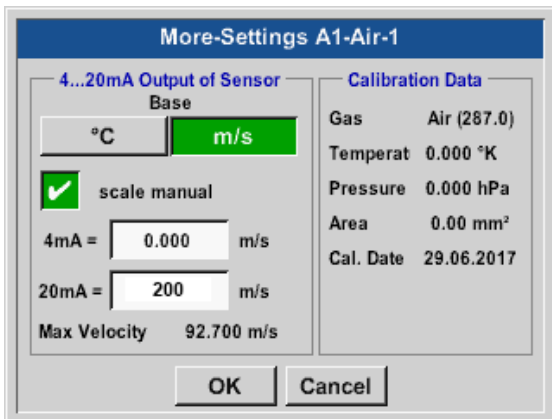 More-Settings A1-Air-1
4...20mA Output of Sensor
Base
°C
m/s
scale manual
4mA = 0.000 m/s
20mA = 200 m/s
Max Velocity 92.700 m/s
Calibration Data
Gas Air (287.0)
Temperat 0.000 °K
Pressure 0.000 hPa
Area 0.00 mm²
Cal. Date 29.06.2017
OK
Cancel